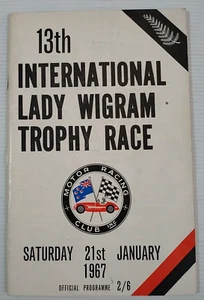 13th
INTERNATIONAL
LADY WIGRAM
TROPHY RACE
MOTOR RACING
CLUB
SATURDAY 21st JANUARY
1967
OFFICIAL PROGRAMME 2/6